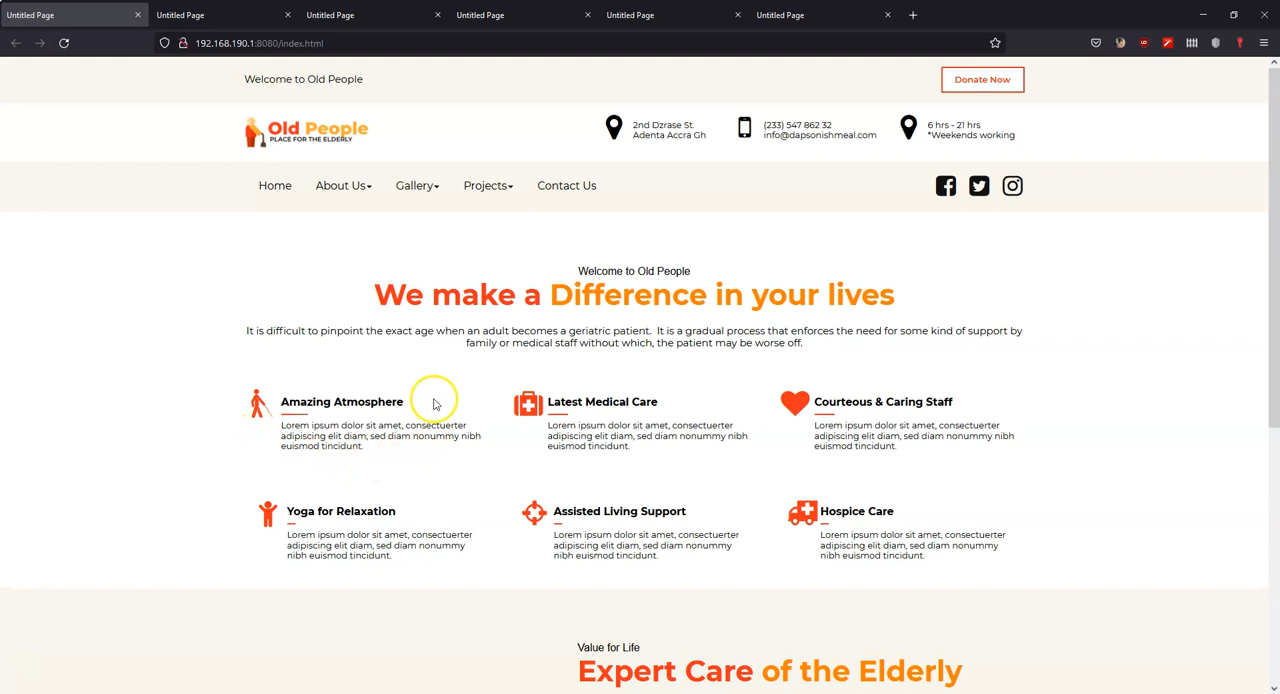 Untitled Page
Untitled Page
Untitled Page
Untitled Page
Untitled Page
Untitled Page
192.168.190.1:8080/index.html
Welcome to Old People
Donate Now
Old People
PLACE FOR THE ELDERLY
2nd Dzrase St.
Adenta Accra Gh
(233) 547 862 32
info@dapsonishmeal.com
6 hrs - 21 hrs
*Weekends working
Home
About Us
Gallery
Projects
Contact Us
Welcome to Old People
We make a Difference in your lives
It is difficult to pinpoint the exact age when an adult becomes a geriatric patient. It is a gradual process that enforces the need for some kind of support by
family or medical staff without which, the patient may be worse off.
Amazing Atmosphere
Lorem ipsum dolor sit amet, consectuerter
adipiscing elit diam, sed diam nonummy nibh
euismod tincidunt.
Latest Medical Care
Lorem ipsum dolor sit amet, consectuerter
adipiscing elit diam, sed diam nonummy nibh
euismod tincidunt.
Courteous & Caring Staff
Lorem ipsum dolor sit amet, consectuerter
adipiscing elit diam, sed diam nonummy nibh
euismod tincidunt.
Yoga for Relaxation
Lorem ipsum dolor sit amet, consectuerter
adipiscing elit diam, sed diam nonummy
nibh euismod tincidunt.
Assisted Living Support
Lorem ipsum dolor sit amet, consectuerter
adipiscing elit diam, sed diam nonummy
nibh euismod tincidunt.
Hospice Care
Lorem ipsum dolor sit amet, consectuerter
adipiscing elit diam, sed diam nonummy
nibh euismod tincidunt.
Value for Life
Expert Care of the Elderly